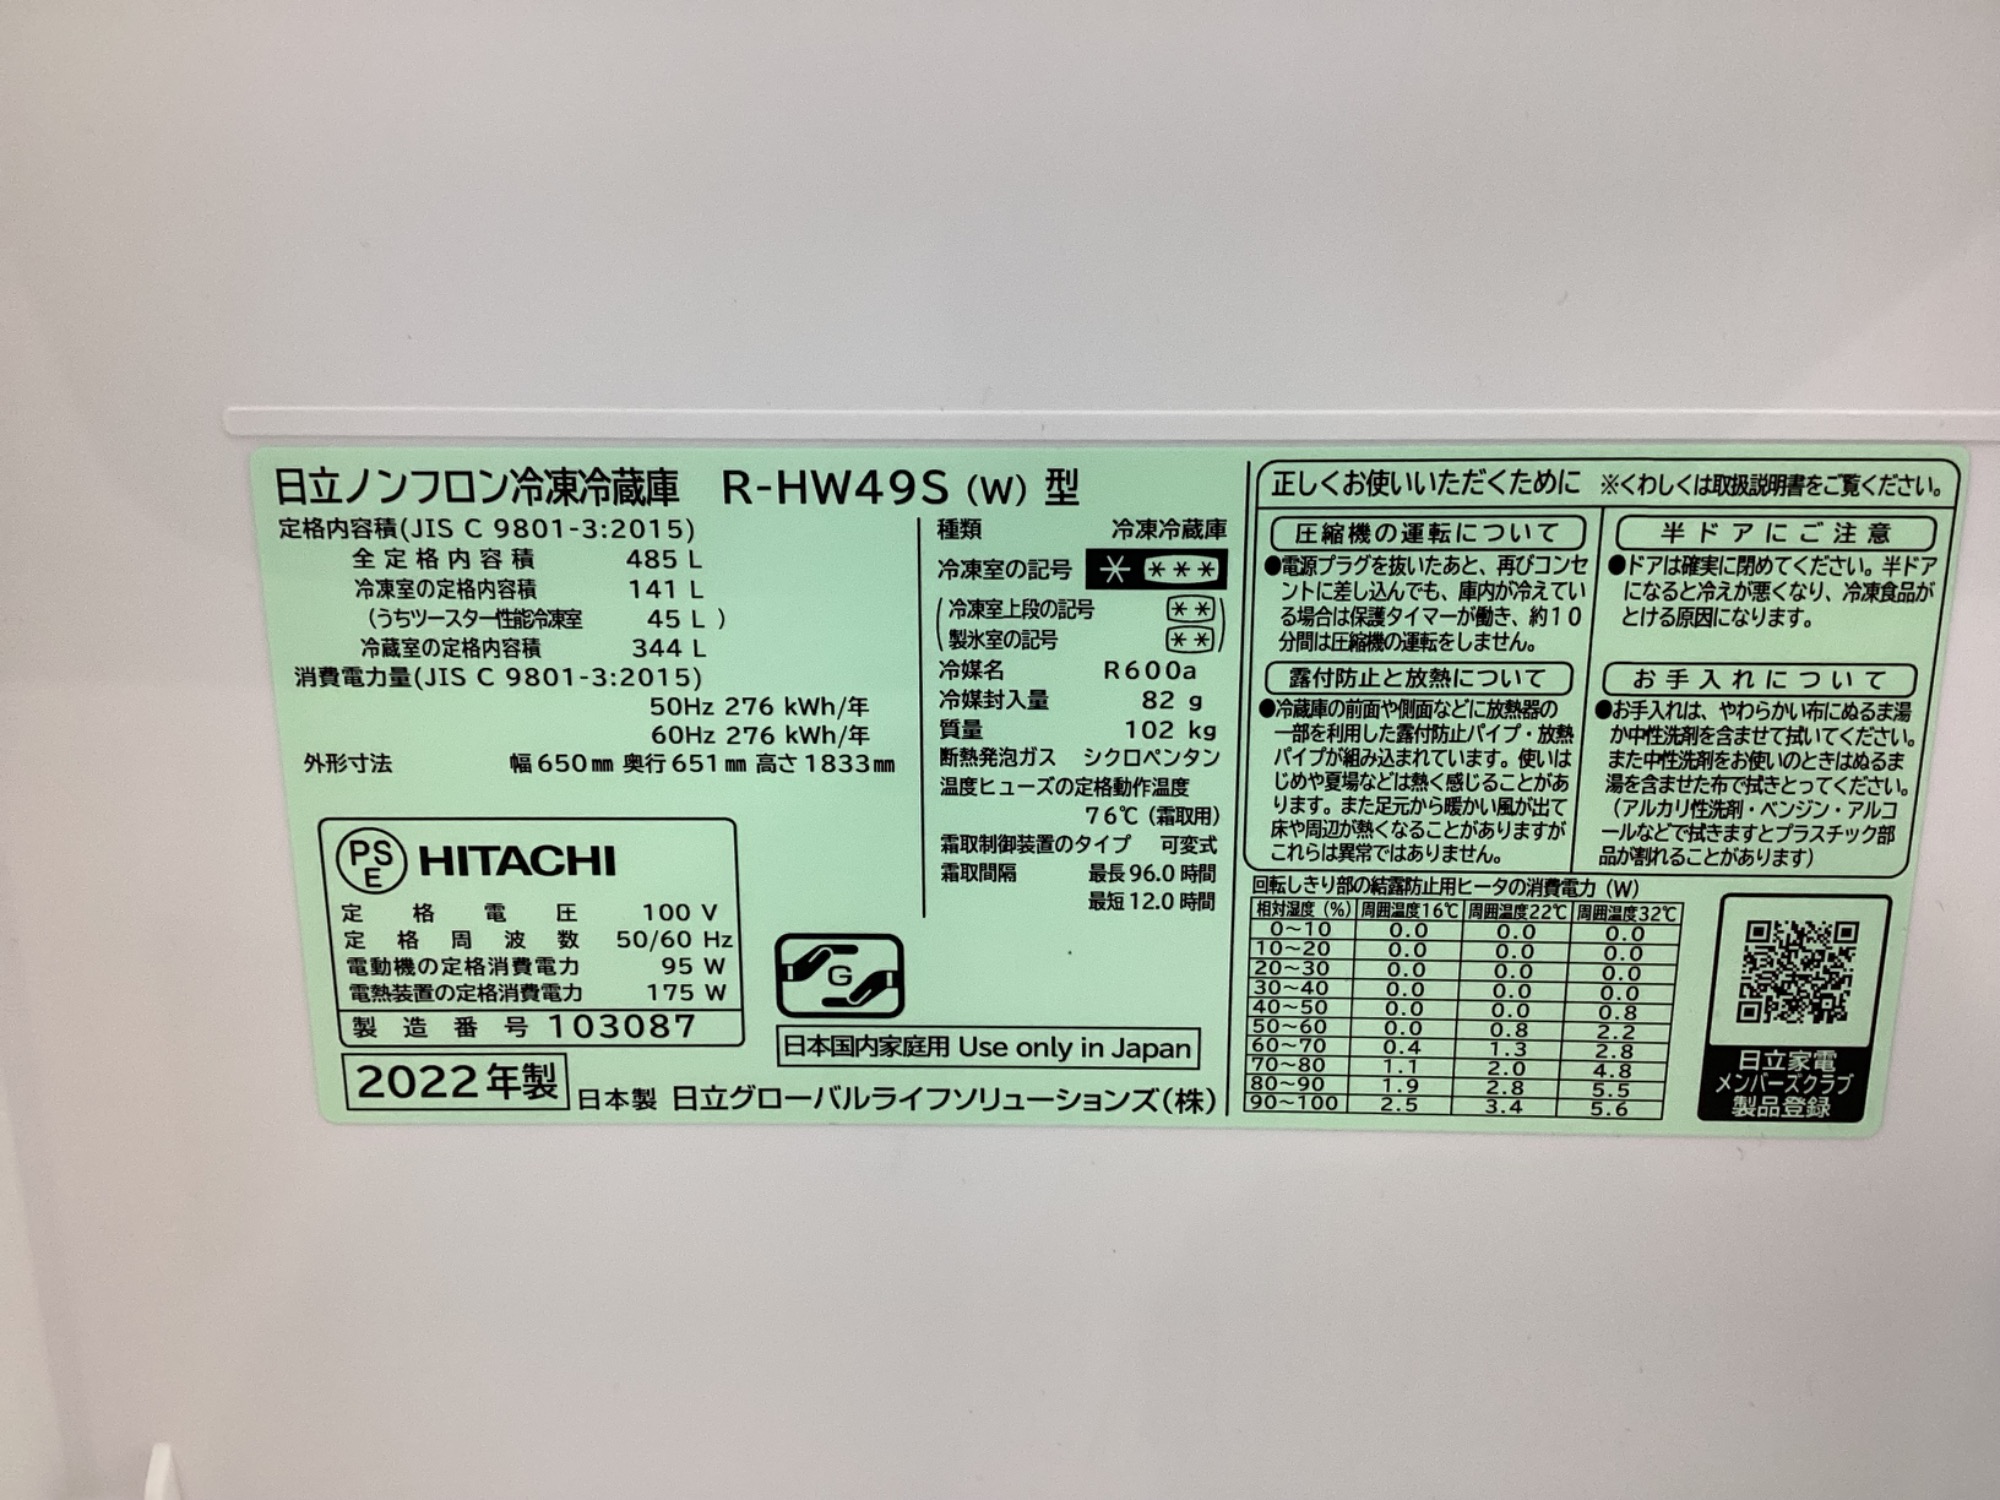 日立ノンフロン冷凍冷蔵庫 R-HW49S (W) 型
定格内容積(JIS C 9801-3:2015)
全定格内容積 485 L
冷凍室の定格内容積 141 L
(うちツースター性能冷凍室 45 L )
冷蔵室の定格内容積 344 L
消費電力量(JIS C 9801-3:2015)
50Hz 276 kWh/年
60Hz 276 kWh/年
外形寸法 幅650mm 奥行651mm 高さ1833mm
PSE HITACHI
定格電圧 100 V
定格周波数 50/60 Hz
電動機の定格消費電力 95 W
電熱装置の定格消費電力 175 W
製造番号 103087
2022年製
日本製 日立グローバルライフソリューションズ(株)
種類 冷凍冷蔵庫
冷凍室の記号 * ***
冷凍室上段の記号 **
製氷室の記号 **
冷媒名 R600a
冷媒封入量 82 g
質量 102 kg
断熱発泡ガス シクロペンタン
温度ヒューズの定格動作温度
76℃(霜取用)
霜取制御装置のタイプ 可変式
霜取間隔 最長96.0時間
最短12.0時間
G
日本国内家庭用 Use only in Japan
正しくお使いいただくために ※くわしくは取扱説明書をご覧ください。
圧縮機の運転について
●電源プラグを抜いたあと、再びコンセ
ントに差し込んでも、庫内が冷えてい
る場合は保護タイマーが働き、約10
分間は圧縮機の運転をしません。
半ドアにご注意
●ドアは確実に閉めてください。半ドア
になると冷えが悪くなり、冷凍食品が
とける原因になります。
露付防止と放熱について
●冷蔵庫の前面や側面などに放熱器の
一部を利用した露付防止パイプ・放熱
パイプが組み込まれています。使いは
じめや夏場などは熱く感じることがあ
ります。また足元から暖かい風が出て
床や周辺が熱くなることがありますが
これらは異常ではありません。
お手入れについて
●お手入れは、やわらかい布にぬるま湯
か中性洗剤を含ませて拭いてください。
また中性洗剤をお使いのときはぬるま
湯を含ませた布で拭きとってください。
(アルカリ性洗剤・ベンジン・アルコ
ールなどで拭きますとプラスチック部
品が割れることがあります)
回転しきり部の結露防止用ヒータの消費電力(W)
相対湿度(%) 周囲温度16℃ 周囲温度22℃ 周囲温度32℃
0~10 0.0 0.0 0.0
10~20 0.0 0.0 0.0
20~30 0.0 0.0 0.0
30~40 0.0 0.0 0.0
40~50 0.0 0.0 0.8
50~60 0.0 0.8 2.2
60~70 0.4 1.3 2.8
70~80 1.1 2.0 4.8
80~90 1.9 2.8 5.5
90~100 2.5 3.4 5.6
日立家電
メンバーズクラブ
製品登録